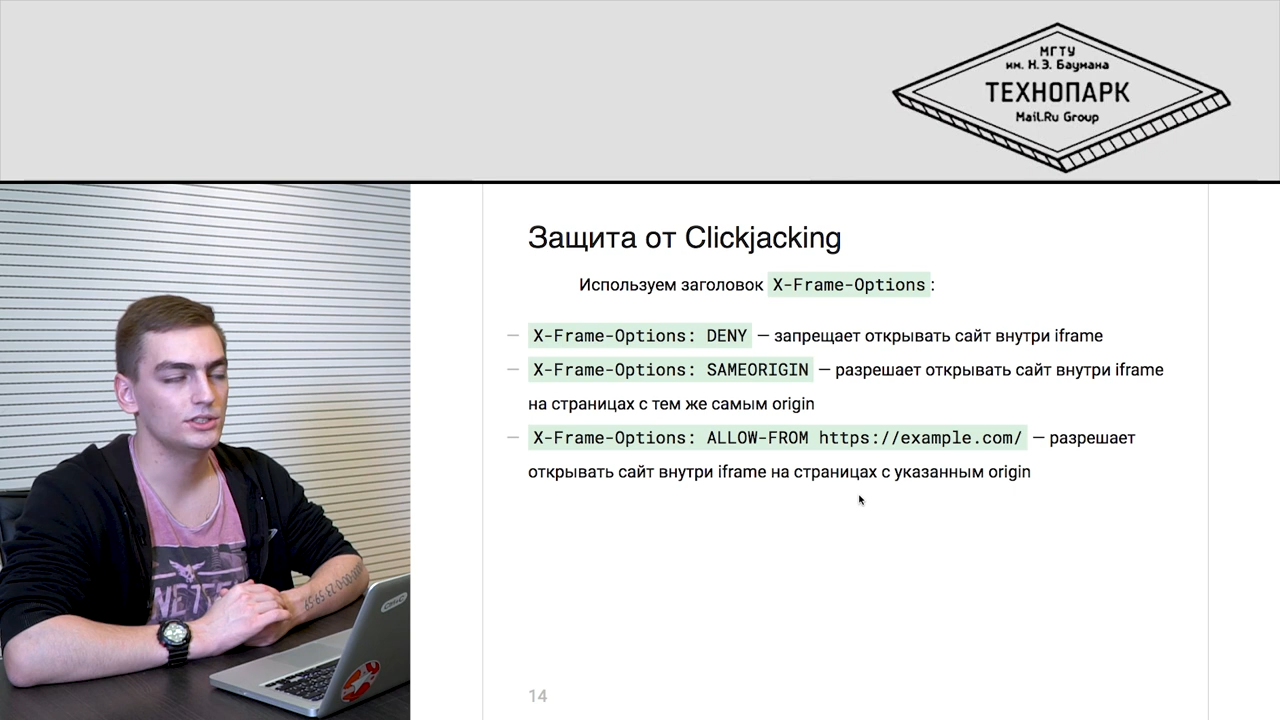 МГТУ
им. Н.Э. Баумана
ТЕХНОПАРК
Mail.Ru Group
Защита от Clickjacking
Используем заголовок X-Frame-Options:
— X-Frame-Options: DENY — запрещает открывать сайт внутри iframe
— X-Frame-Options: SAMEORIGIN — разрешает открывать сайт внутри iframe
на страницах с тем же самым origin
— X-Frame-Options: ALLOW-FROM https://example.com/ — разрешает
открывать сайт внутри iframe на страницах с указанным origin
14